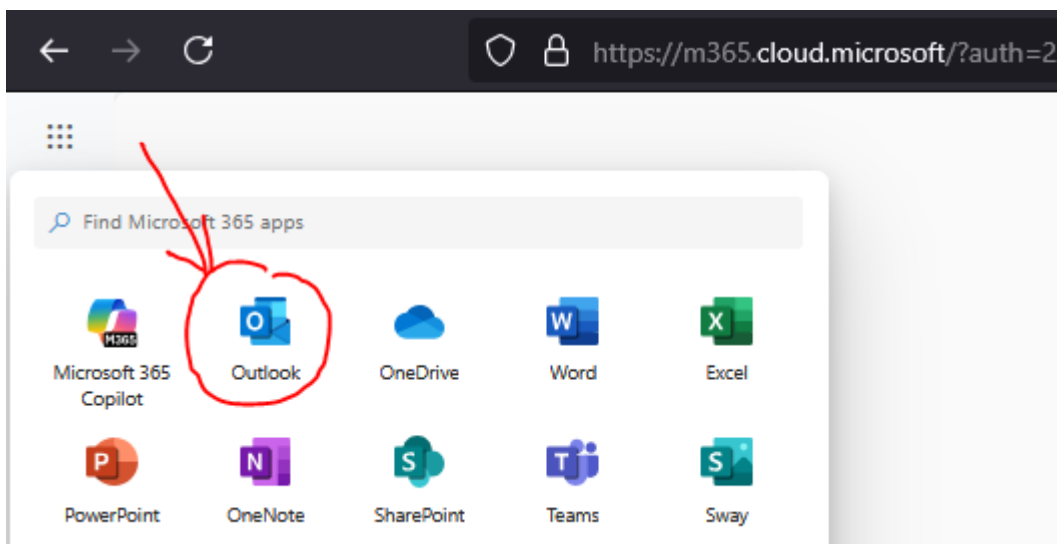 https://m365.cloud.microsoft/?auth=2
Find Microsoft 365 apps
M365
Microsoft 365 Copilot
O
Outlook
OneDrive
W
Word
X
Excel
P
PowerPoint
N
OneNote
S
SharePoint
T
Teams
S
Sway